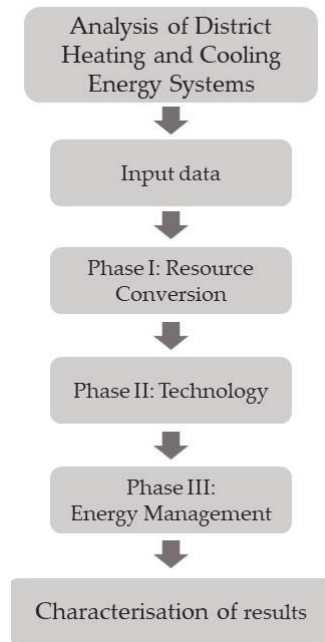 Analysis of District
Heating and Cooling
Energy Systems
Input data
Phase I: Resource
Conversion
Phase II: Technology
Phase III:
Energy Management
Characterisation of results